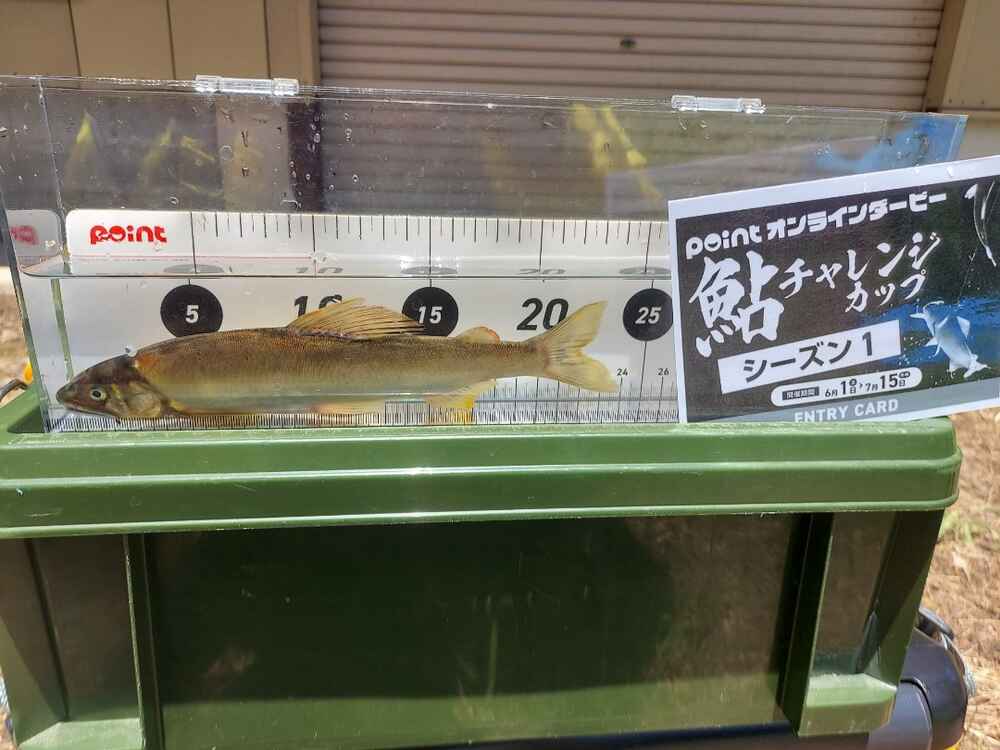 point
5
10
15
20
25
24
26
point オンラインダービー
鮎チャレンジ
カップ
シーズン1
開催期間 6月1日›7月15日
ENTRY CARD